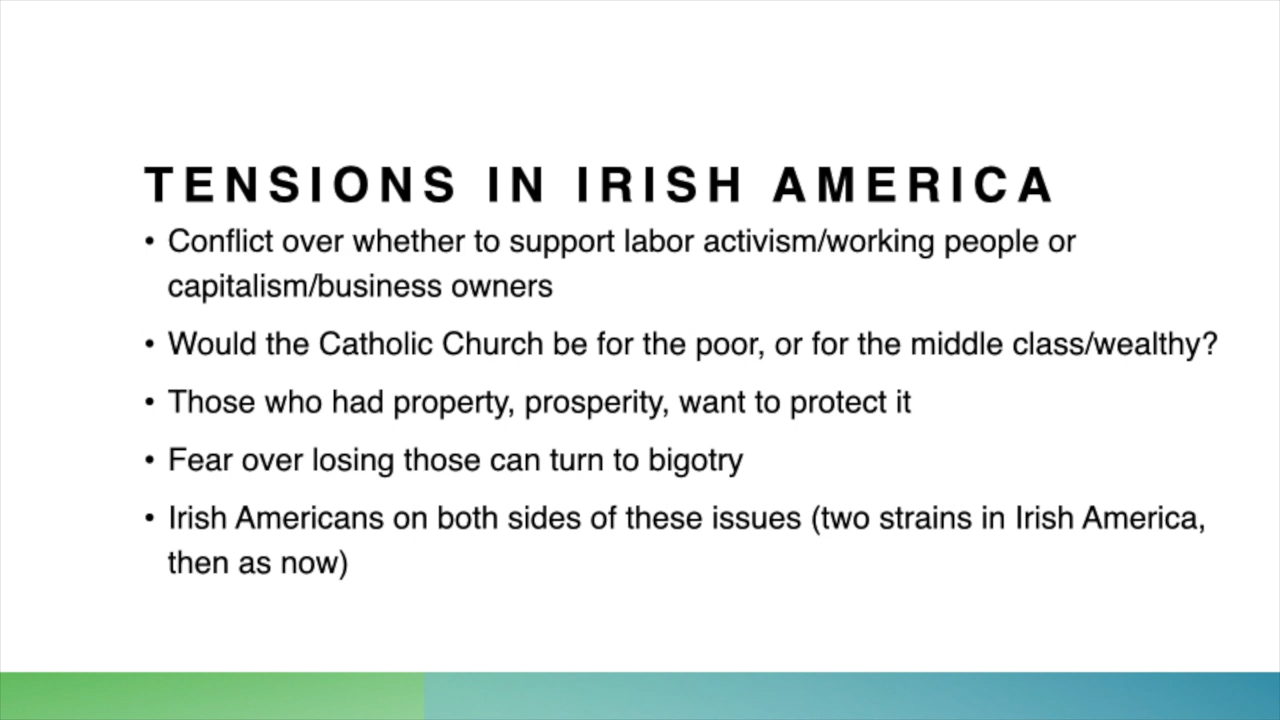 TENSIONS IN IRISH AMERICA
• Conflict over whether to support labor activism/working people or
capitalism/business owners
• Would the Catholic Church be for the poor, or for the middle class/wealthy?
• Those who had property, prosperity, want to protect it
• Fear over losing those can turn to bigotry
• Irish Americans on both sides of these issues (two strains in Irish America,
then as now)